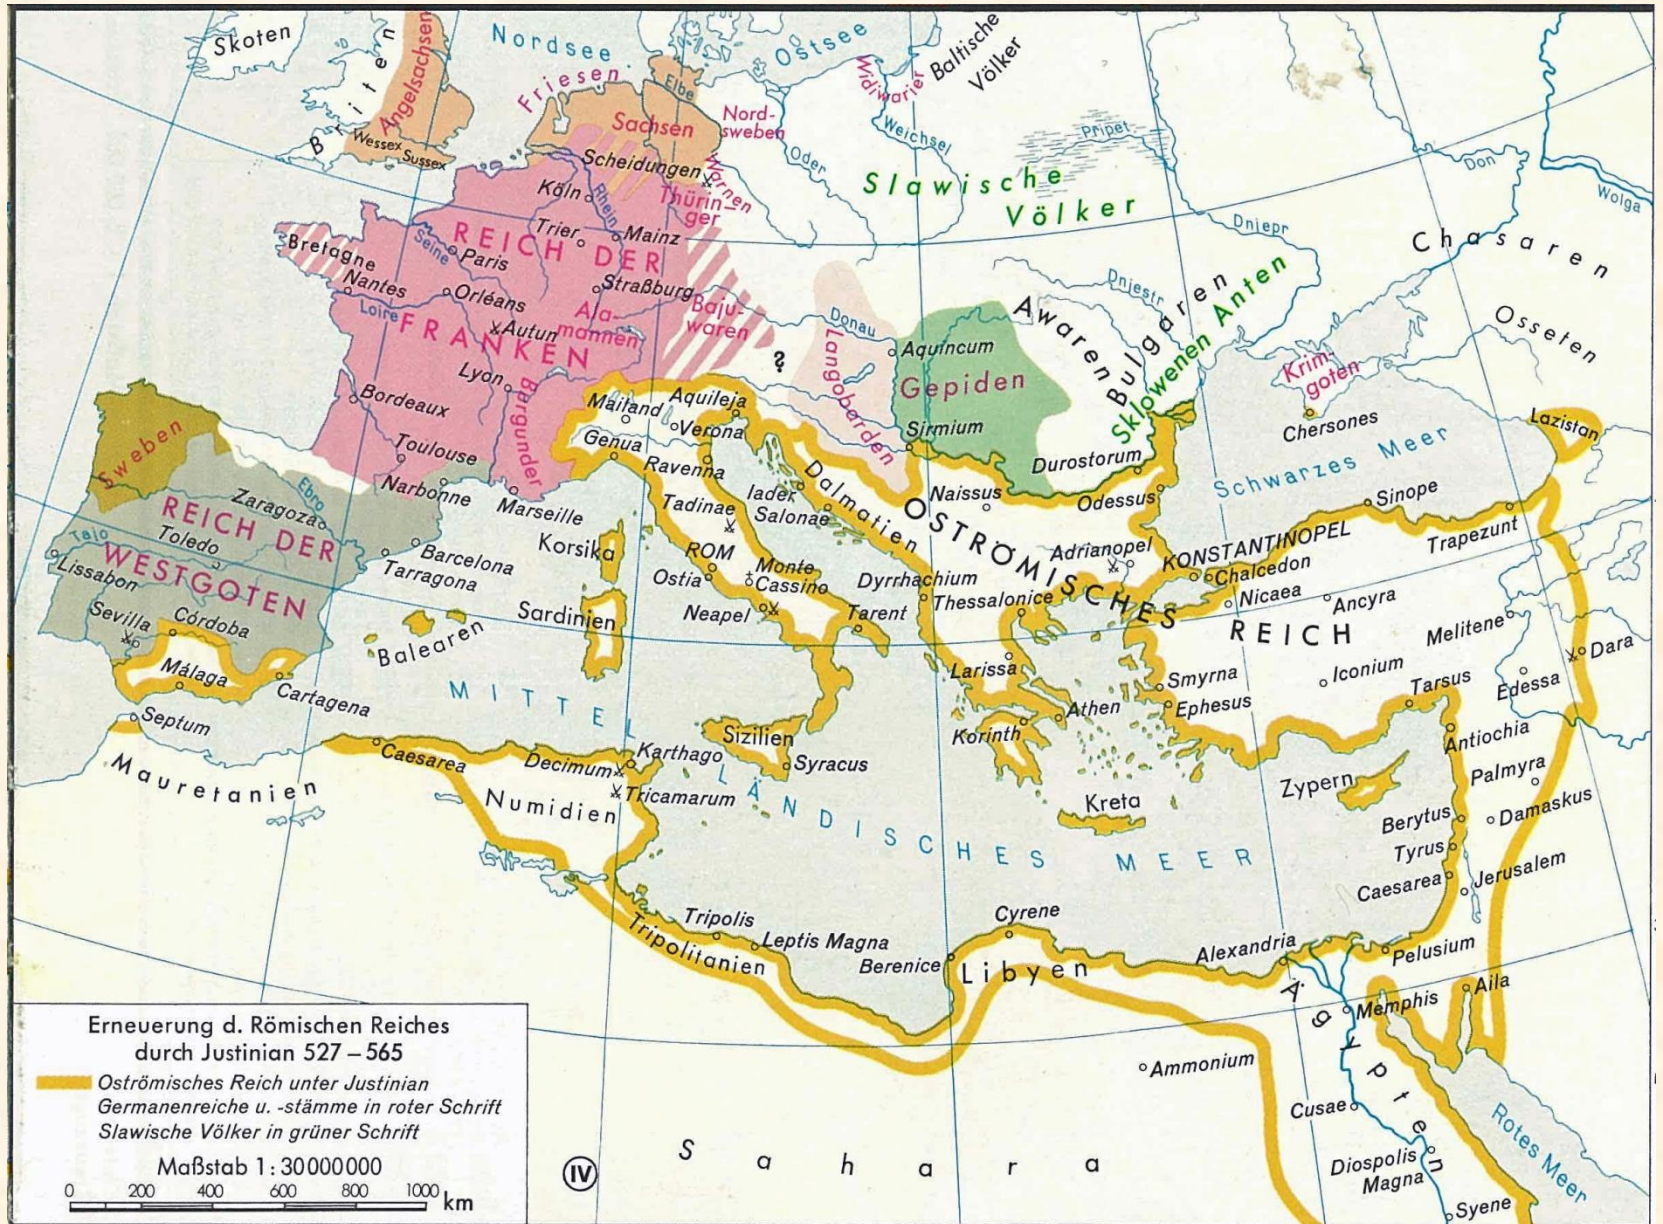 Skoten
Briten
Angelsachsen
Wessex
Sussex
Nordsee
Friesen
Ostsee
Elbe
Sachsen
Nord-
sweben
Widiwarier
Baltische
Völker
Weichsel
Oder
Pripet
Don
Wolga
Scheidungen
Warnen
Thürin-
ger
Köln
Rhein
Slawische
Völker
Dnjepr
Chasaren
Bretagne
Seine
Trier
Mainz
REICH DER
FRANKEN
Paris
Nantes
Orléans
Straßburg
Loire
Autun
Ala-
mannen
Baju-
waren
?
Donau
Langobarden
Aquincum
Gepiden
Awaren
Bulgaren
Dnjestr
Sklowenen Anten
Osseten
Krim-
goten
Chersones
Lazistan
Lyon
Burgunder
Bordeaux
Toulouse
Narbonne
Marseille
Mailand
Aquileja
Verona
Genua
Ravenna
Sirmium
Durostorum
Odessus
Schwarzes Meer
Sinope
Trapezunt
Sweben
Zaragoza
Ebro
REICH DER
WESTGOTEN
Toledo
Tajo
Lissabon
Sevilla
Córdoba
Barcelona
Tarragona
Málaga
Cartagena
Balearen
Septum
Korsika
Sardinien
Tadinae
Iader
Salonae
Dalmatien
Naissus
OSTRÖMISCHES
REICH
ROM
Ostia
Monte
Cassino
Neapel
Tarent
Dyrrhachium
Thessalonice
Adrianopel
KONSTANTINOPEL
Chalcedon
Nicaea
Ancyra
Melitene
Dara
Edessa
Larissa
Smyrna
Ephesus
Iconium
Tarsus
Athen
Korinth
Antiochia
Palmyra
Zypern
Damaskus
Berytus
Tyrus
Caesarea
Jerusalem
Kreta
Sizilien
Syracus
MITTEL
LÄNDISCHES MEER
Mauretanien
Caesarea
Decimum
Karthago
Tricamarum
Numidien
Tripolis
Leptis Magna
Tripolitanien
Berenice
Cyrene
Libyen
Alexandria
Pelusium
Memphis
Aila
Ägypten
Ammonium
Cusae
Diospolis
Magna
Syene
Rotes Meer
Sahara
IV
Erneuerung d. Römischen Reiches
durch Justinian 527 – 565
Oströmisches Reich unter Justinian
Germanenreiche u. -stämme in roter Schrift
Slawische Völker in grüner Schrift
Maßstab 1 : 30000000
0 200 400 600 800 1000 km